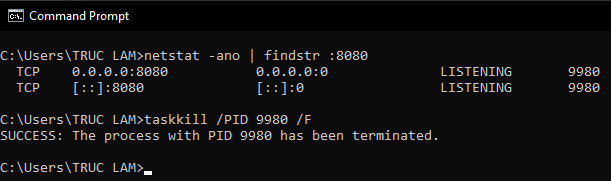 Command Prompt
C:\Users\TRUC LAM>netstat -ano | findstr :8080
  TCP    0.0.0.0:8080           0.0.0.0:0              LISTENING       9980
  TCP    [::]:8080              [::]:0                 LISTENING       9980
C:\Users\TRUC LAM>taskkill /PID 9980 /F
SUCCESS: The process with PID 9980 has been terminated.
C:\Users\TRUC LAM>